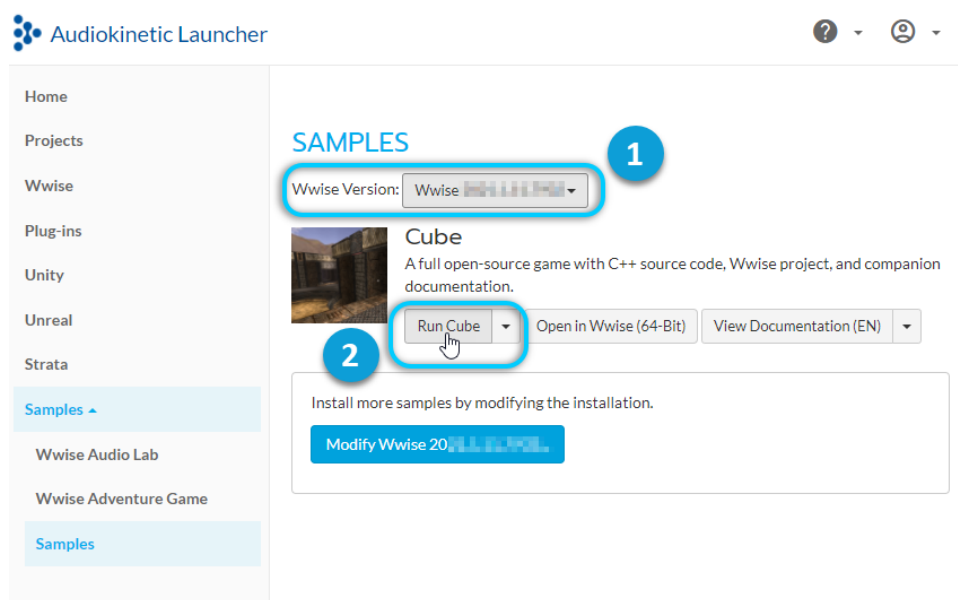 Audiokinetic Launcher
?
Home
Projects
Wwise
Plug-ins
Unity
Unreal
Strata
Samples
Wwise Audio Lab
Wwise Adventure Game
Samples
SAMPLES
1
Wwise Version: Wwise
Cube
A full open-source game with C++ source code, Wwise project, and companion
documentation.
Run Cube Open in Wwise (64-Bit) View Documentation (EN)
2
Install more samples by modifying the installation.
Modify Wwise 20